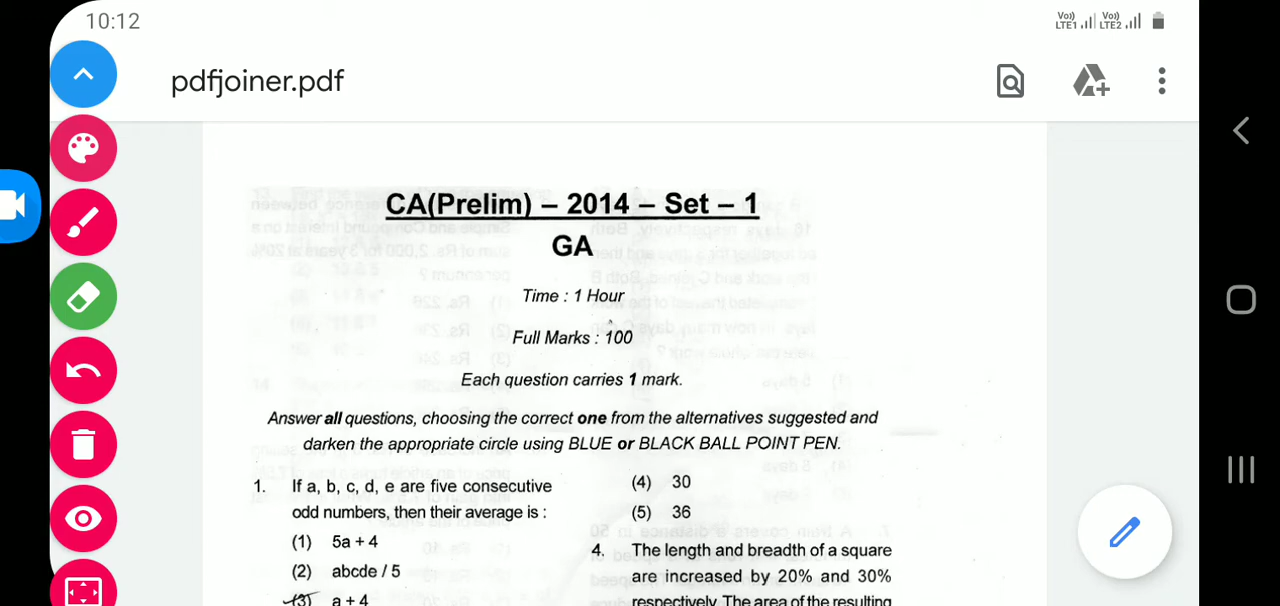 10:12
Vo)) LTE1 Vo)) LTE2
pdfjoiner.pdf
CA(Prelim) – 2014 – Set – 1
GA
Time : 1 Hour
Full Marks : 100
Each question carries 1 mark.
Answer all questions, choosing the correct one from the alternatives suggested and
darken the appropriate circle using BLUE or BLACK BALL POINT PEN.
1. If a, b, c, d, e are five consecutive
odd numbers, then their average is :
(1) 5a + 4
(2) abcde / 5
(3) a + 4
(4) 30
(5) 36
4. The length and breadth of a square
are increased by 20% and 30%
respectively. The area of the resulting